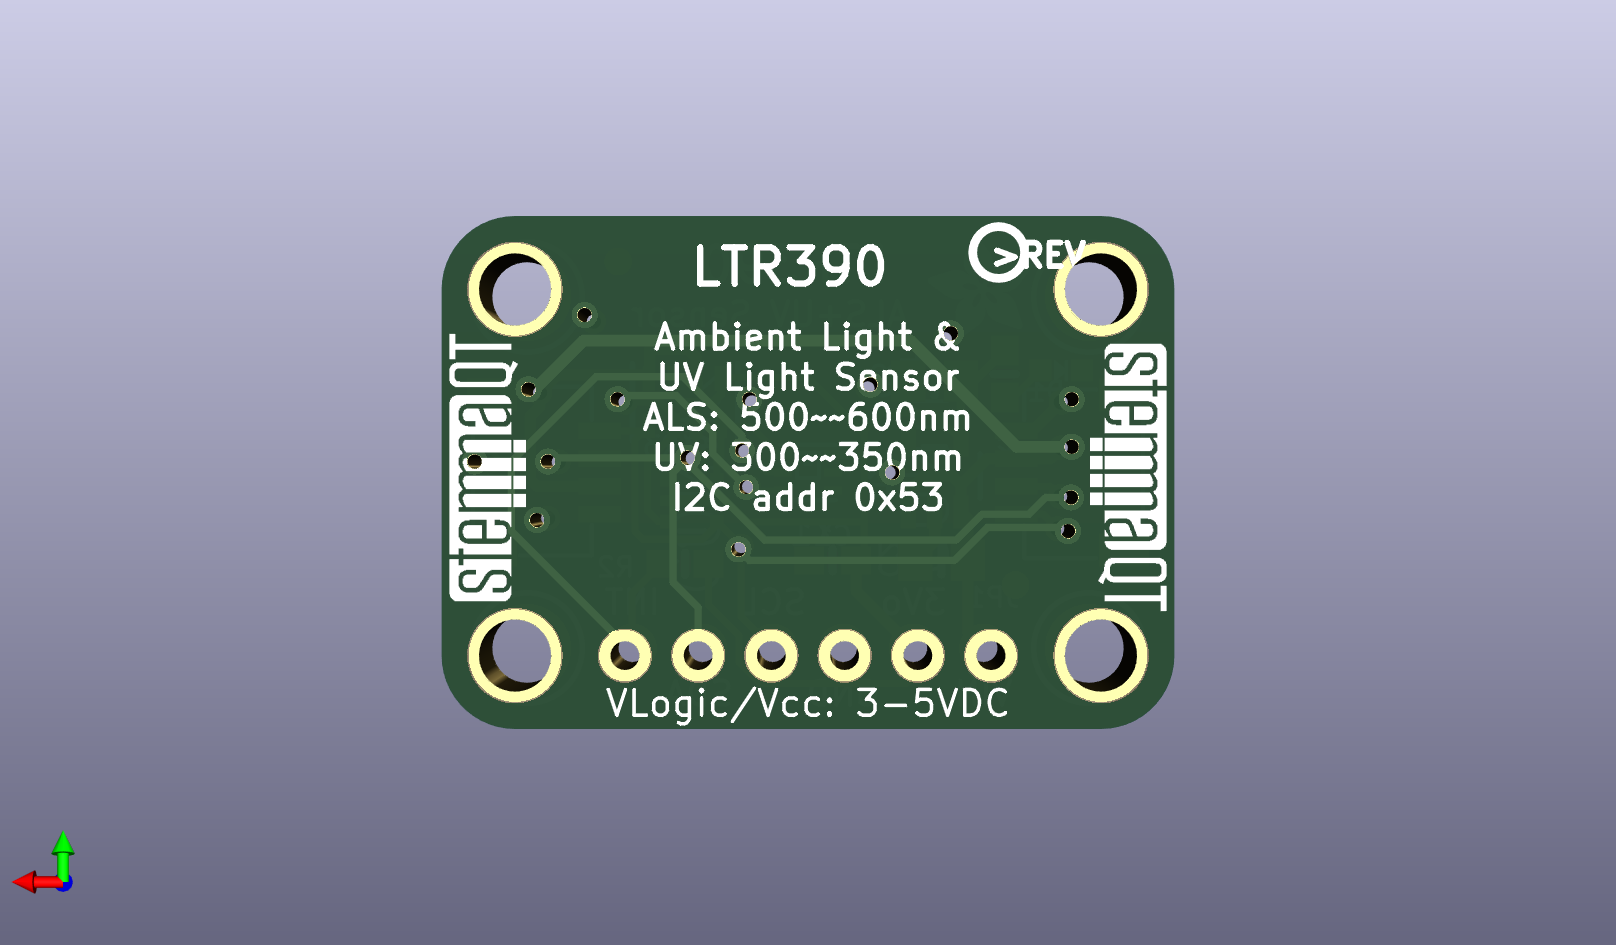 LTR390
>REV
Ambient Light &
UV Light Sensor
ALS: 500~~600nm
UV: 300~~350nm
I2C addr 0x53
stemmaQT
stemmaQT
VLogic/Vcc: 3-5VDC